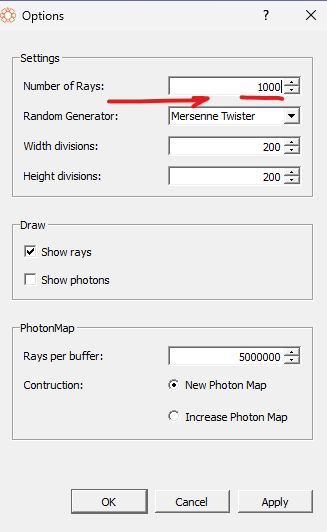 Options
?
Settings
Number of Rays: 1000
Random Generator: Mersenne Twister
Width divisions: 200
Height divisions: 200
Draw
Show rays
Show photons
PhotonMap
Rays per buffer: 5000000
Contruction: New Photon Map
Increase Photon Map
OK Cancel Apply